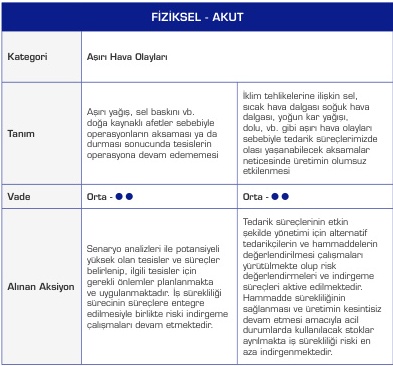 FİZİKSEL - AKUT
Kategori
Aşırı Hava Olayları
Tanım
Aşırı yağış, sel baskını vb.
doğa kaynaklı afetler sebebiyle
operasyonların aksaması ya da
durması sonucunda tesislerin
operasyona devam edememesi
İklim tehlikelerine ilişkin sel,
sıcak hava dalgası soğuk hava
dalgası, yoğun kar yağışı,
dolu, vb. gibi aşırı hava olayları
sebebiyle tedarik süreçlerimizde
olası yaşanabilecek aksamalar
neticesinde üretimin olumsuz
etkilenmesi
Vade
Orta - ●●
Orta - ●●
Alınan Aksiyon
Senaryo analizleri ile potansiyeli
yüksek olan tesisler ve süreçler
belirlenip, ilgili tesisler için
gerekli önlemler planlanmakta
ve uygulanmaktadır. İş sürekliliği
sürecinin süreçlere entegre
edilmesiyle birlikte riski indirgeme
çalışmaları devam etmektedir.
Tedarik süreçlerinin etkin
şekilde yönetimi için alternatif
tedarikçilerin ve hammaddelerin
değerlendirilmesi çalışmaları
yürütülmekte olup risk
değerlendirmeleri ve indirgeme
süreçleri aktive edilmektedir.
Hammadde sürekliliğinin
sağlanması ve üretimin kesintisiz
devam etmesi amacıyla acil
durumlarda kullanılacak stoklar
ayrılmakta iş sürekliliği riski en
aza indirgenmektedir.